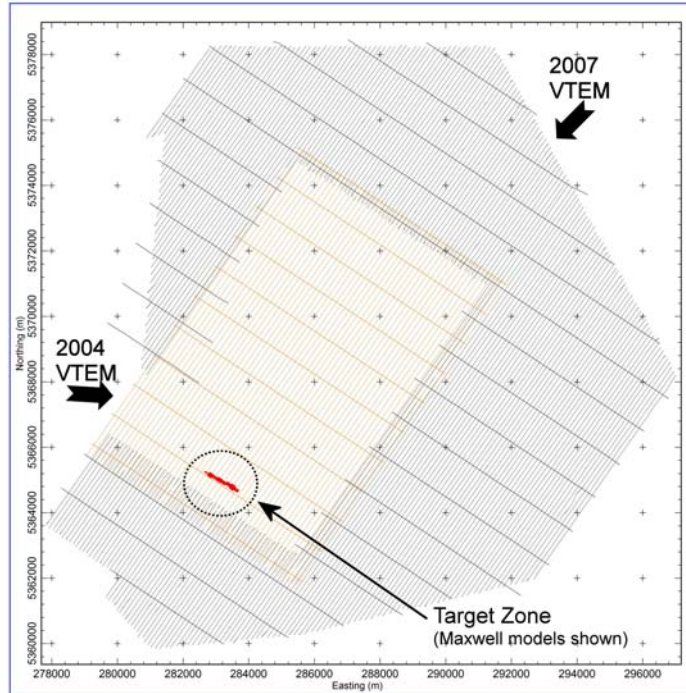 2007
VTEM
2004
VTEM
Target Zone
(Maxwell models shown)
Northing (m)
5378000
5376000
5374000
5372000
5370000
5368000
5366000
5364000
5362000
5360000
278000 280000 282000 284000 286000 288000 290000 292000 294000 296000
Easting (m)